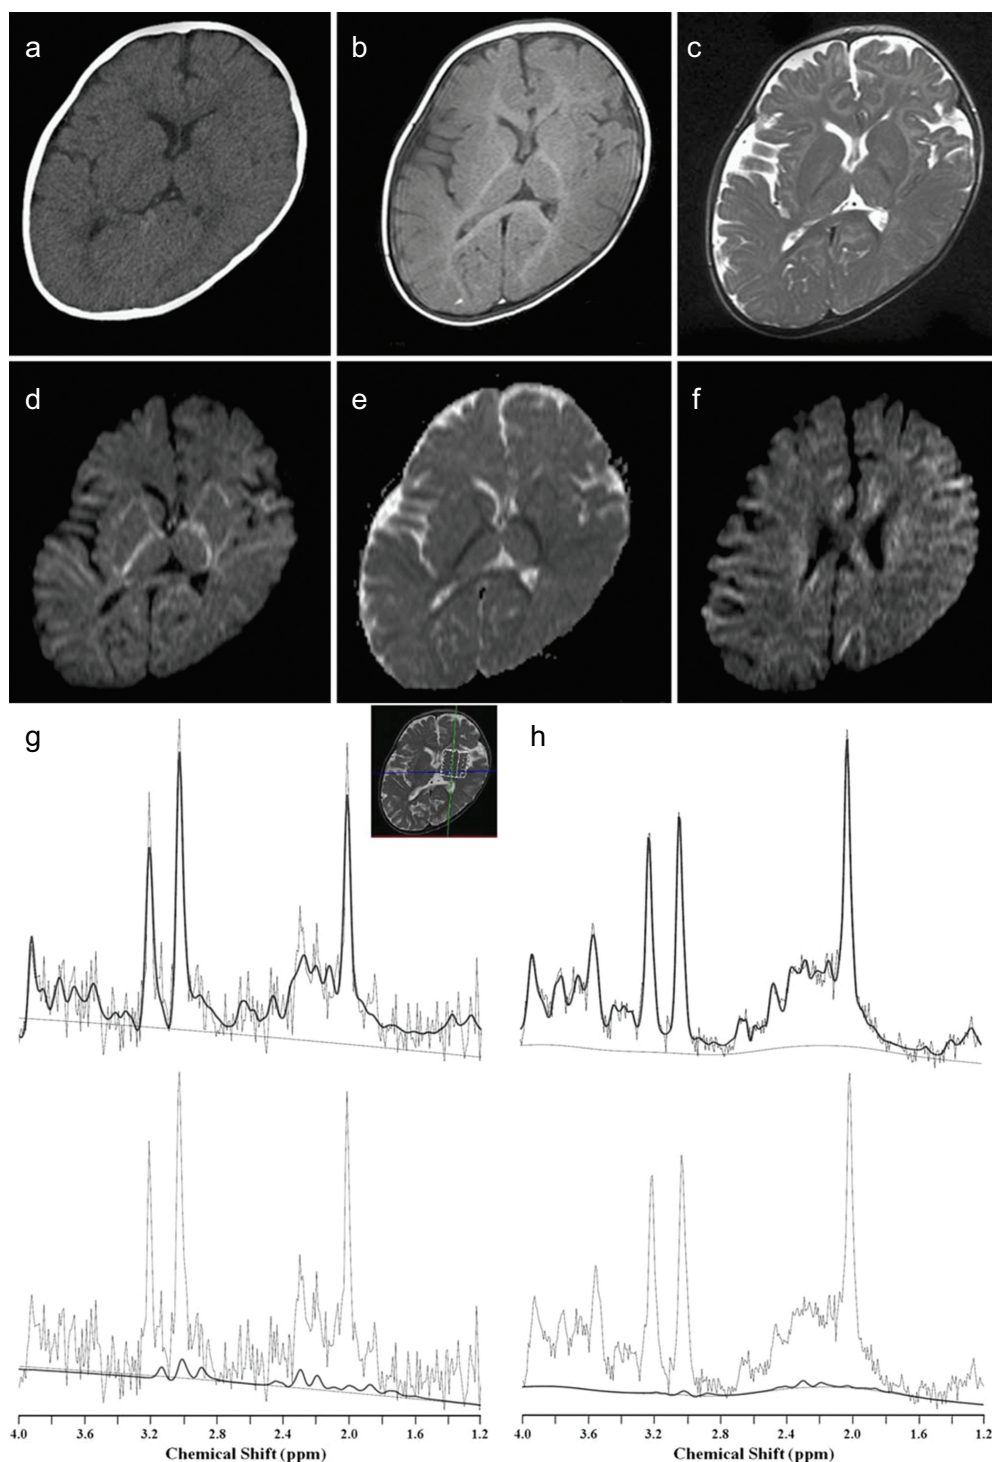 a b c
d e f
g h
4.0 3.6 3.2 2.8 2.4 2.0 1.6 1.2 4.0 3.6 3.2 2.8 2.4 2.0 1.6 1.2
Chemical Shift (ppm) Chemical Shift (ppm)